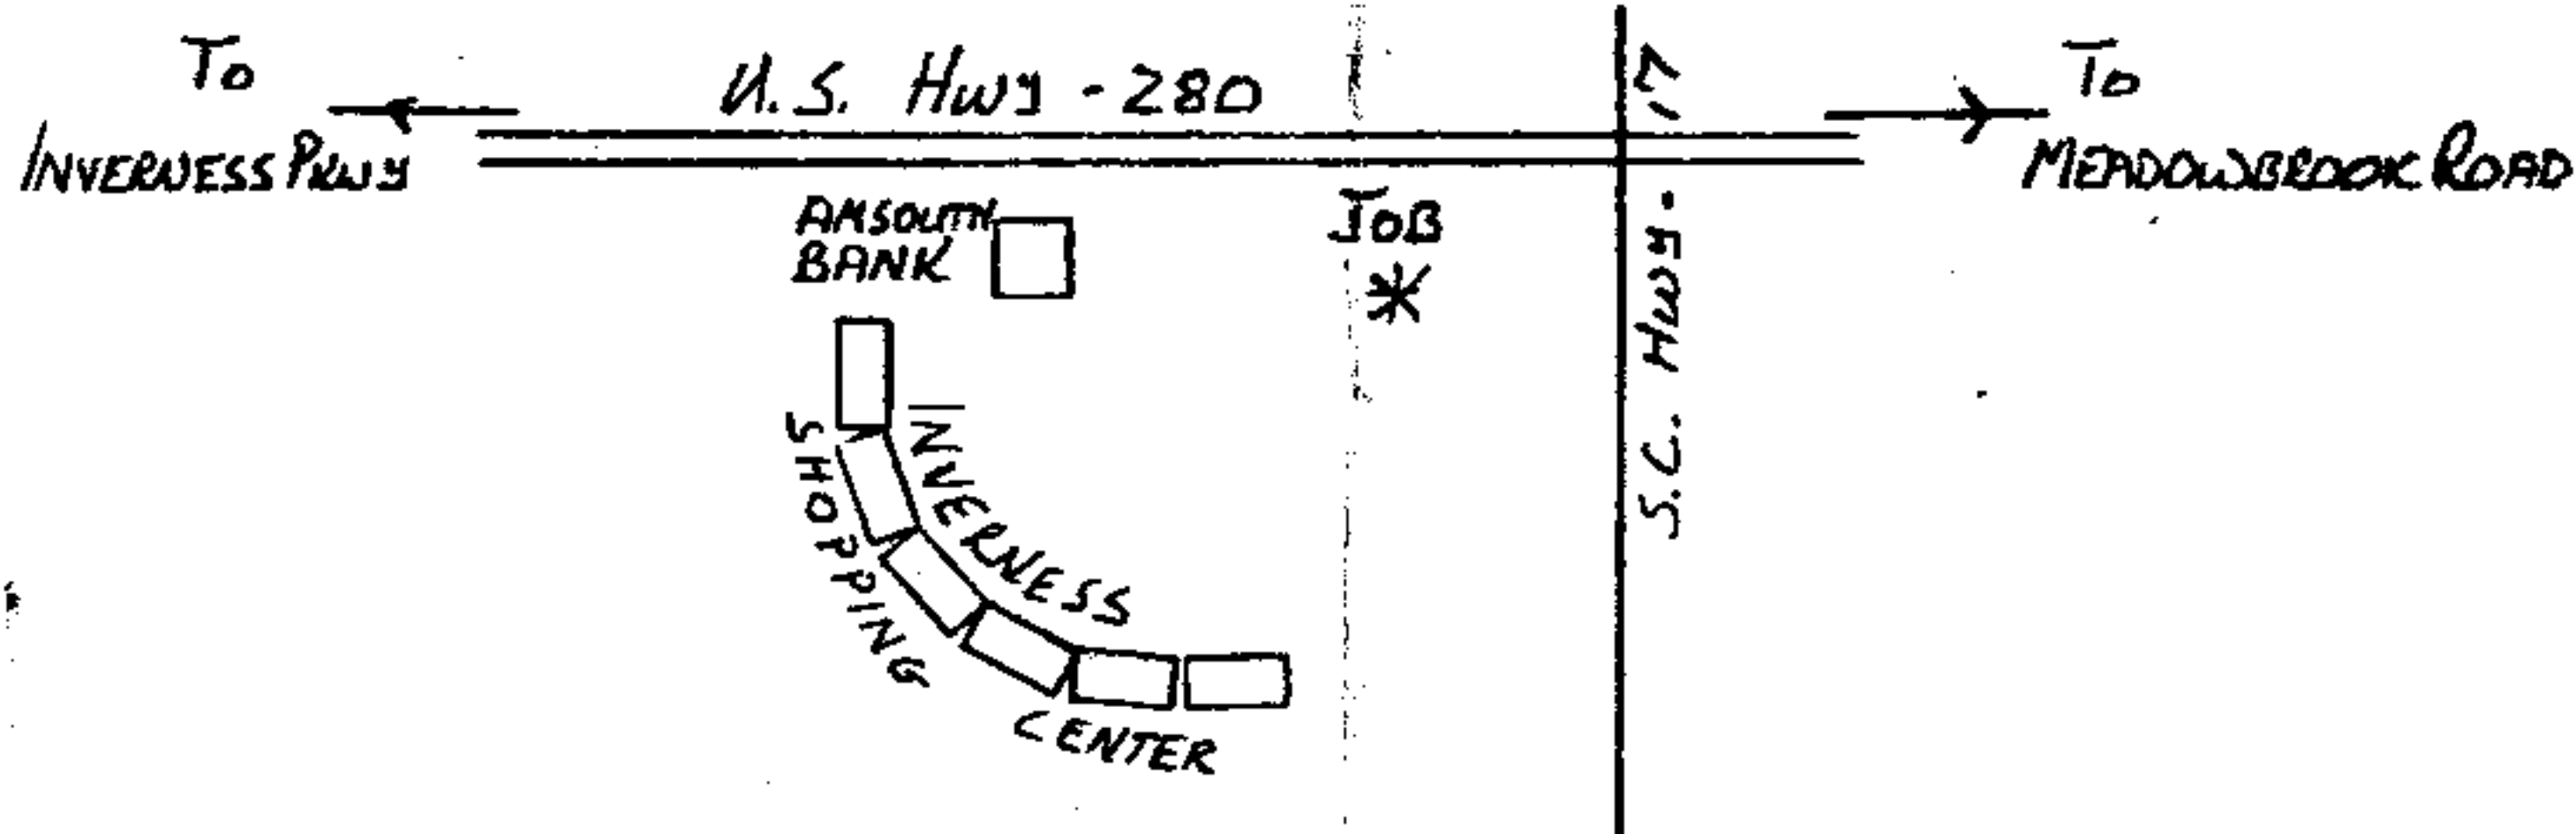 To
INVERNESS PKWY
U.S. Hwy - 280
To
MEADOWBROOK ROAD
AMSOUTH
BANK
JOB
S.C. Hwy - 17
INVERNESS
SHOPPING
CENTER